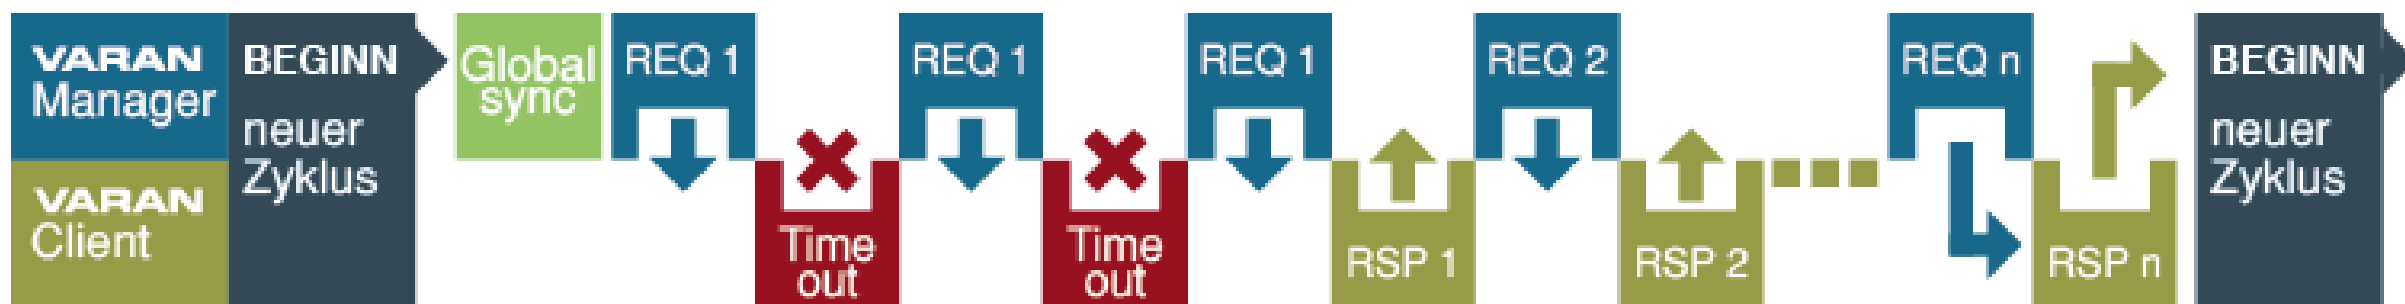 VARAN
Manager
VARAN
Client
BEGINN
neuer
Zyklus
Global
sync
REQ 1
Time
out
REQ 1
Time
out
REQ 1
RSP 1
REQ 2
RSP 2
REQ n
RSP n
BEGINN
neuer
Zyklus